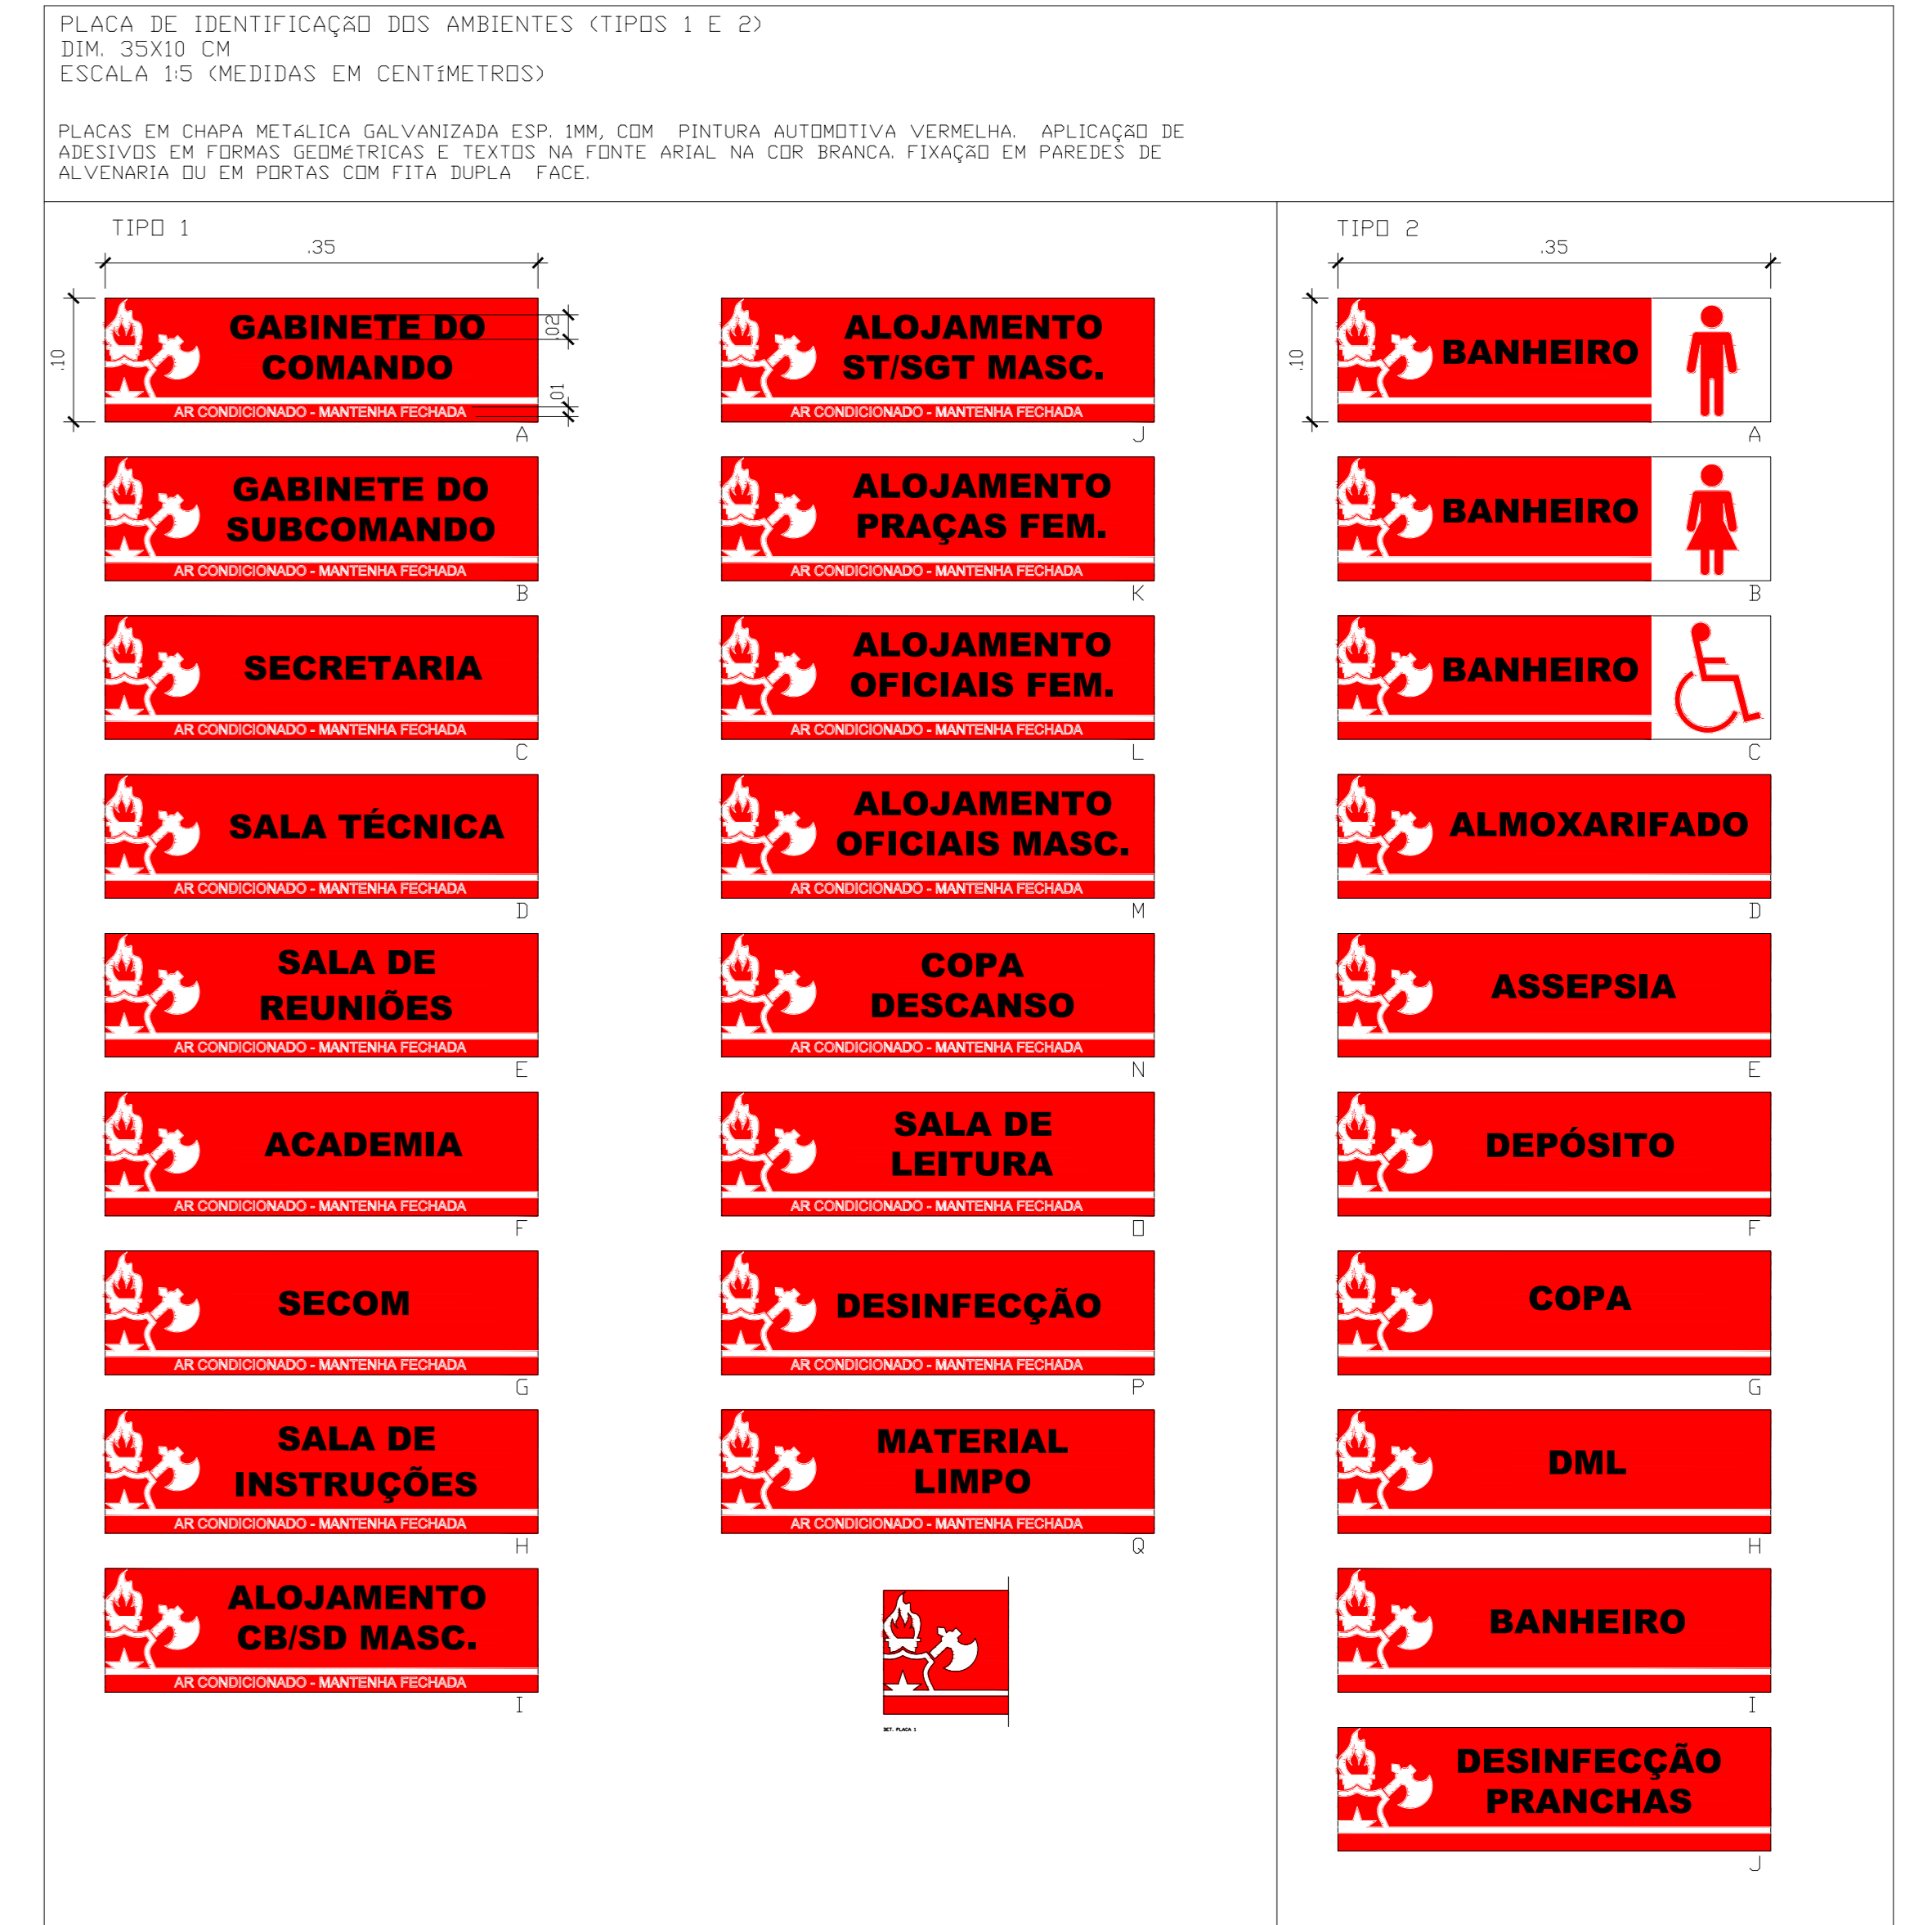 PLACA DE IDENTIFICAÇÃO DOS AMBIENTES (TIPOS 1 E 2)
DIM. 35X10 CM
ESCALA 1:5 (MEDIDAS EM CENTÍMETROS)
PLACAS EM CHAPA METÁLICA GALVANIZADA ESP. 1MM, COM PINTURA AUTOMOTIVA VERMELHA. APLICAÇÃO DE
ADESIVOS EM FORMAS GEOMÉTRICAS E TEXTOS NA FONTE ARIAL NA COR BRANCA. FIXAÇÃO EM PAREDES DE
ALVENARIA OU EM PORTAS COM FITA DUPLA FACE.
TIPO 1
.35
.10
.02
.01
GABINETE DO
COMANDO
AR CONDICIONADO - MANTENHA FECHADA
A
GABINETE DO
SUBCOMANDO
AR CONDICIONADO - MANTENHA FECHADA
B
SECRETARIA
AR CONDICIONADO - MANTENHA FECHADA
C
SALA TÉCNICA
AR CONDICIONADO - MANTENHA FECHADA
D
SALA DE
REUNIÕES
AR CONDICIONADO - MANTENHA FECHADA
E
ACADEMIA
AR CONDICIONADO - MANTENHA FECHADA
F
SECOM
AR CONDICIONADO - MANTENHA FECHADA
G
SALA DE
INSTRUÇÕES
AR CONDICIONADO - MANTENHA FECHADA
H
ALOJAMENTO
CB/SD MASC.
AR CONDICIONADO - MANTENHA FECHADA
I
ALOJAMENTO
ST/SGT MASC.
AR CONDICIONADO - MANTENHA FECHADA
J
ALOJAMENTO
PRAÇAS FEM.
AR CONDICIONADO - MANTENHA FECHADA
K
ALOJAMENTO
OFICIAIS FEM.
AR CONDICIONADO - MANTENHA FECHADA
L
ALOJAMENTO
OFICIAIS MASC.
AR CONDICIONADO - MANTENHA FECHADA
M
COPA
DESCANSO
AR CONDICIONADO - MANTENHA FECHADA
N
SALA DE
LEITURA
AR CONDICIONADO - MANTENHA FECHADA
O
DESINFECÇÃO
AR CONDICIONADO - MANTENHA FECHADA
P
MATERIAL
LIMPO
AR CONDICIONADO - MANTENHA FECHADA
Q
DET. PLACA 1
TIPO 2
.35
.10
BANHEIRO
A
BANHEIRO
B
BANHEIRO
C
ALMOXARIFADO
D
ASSEPSIA
E
DEPÓSITO
F
COPA
G
DML
H
BANHEIRO
I
DESINFECÇÃO
PRANCHAS
J